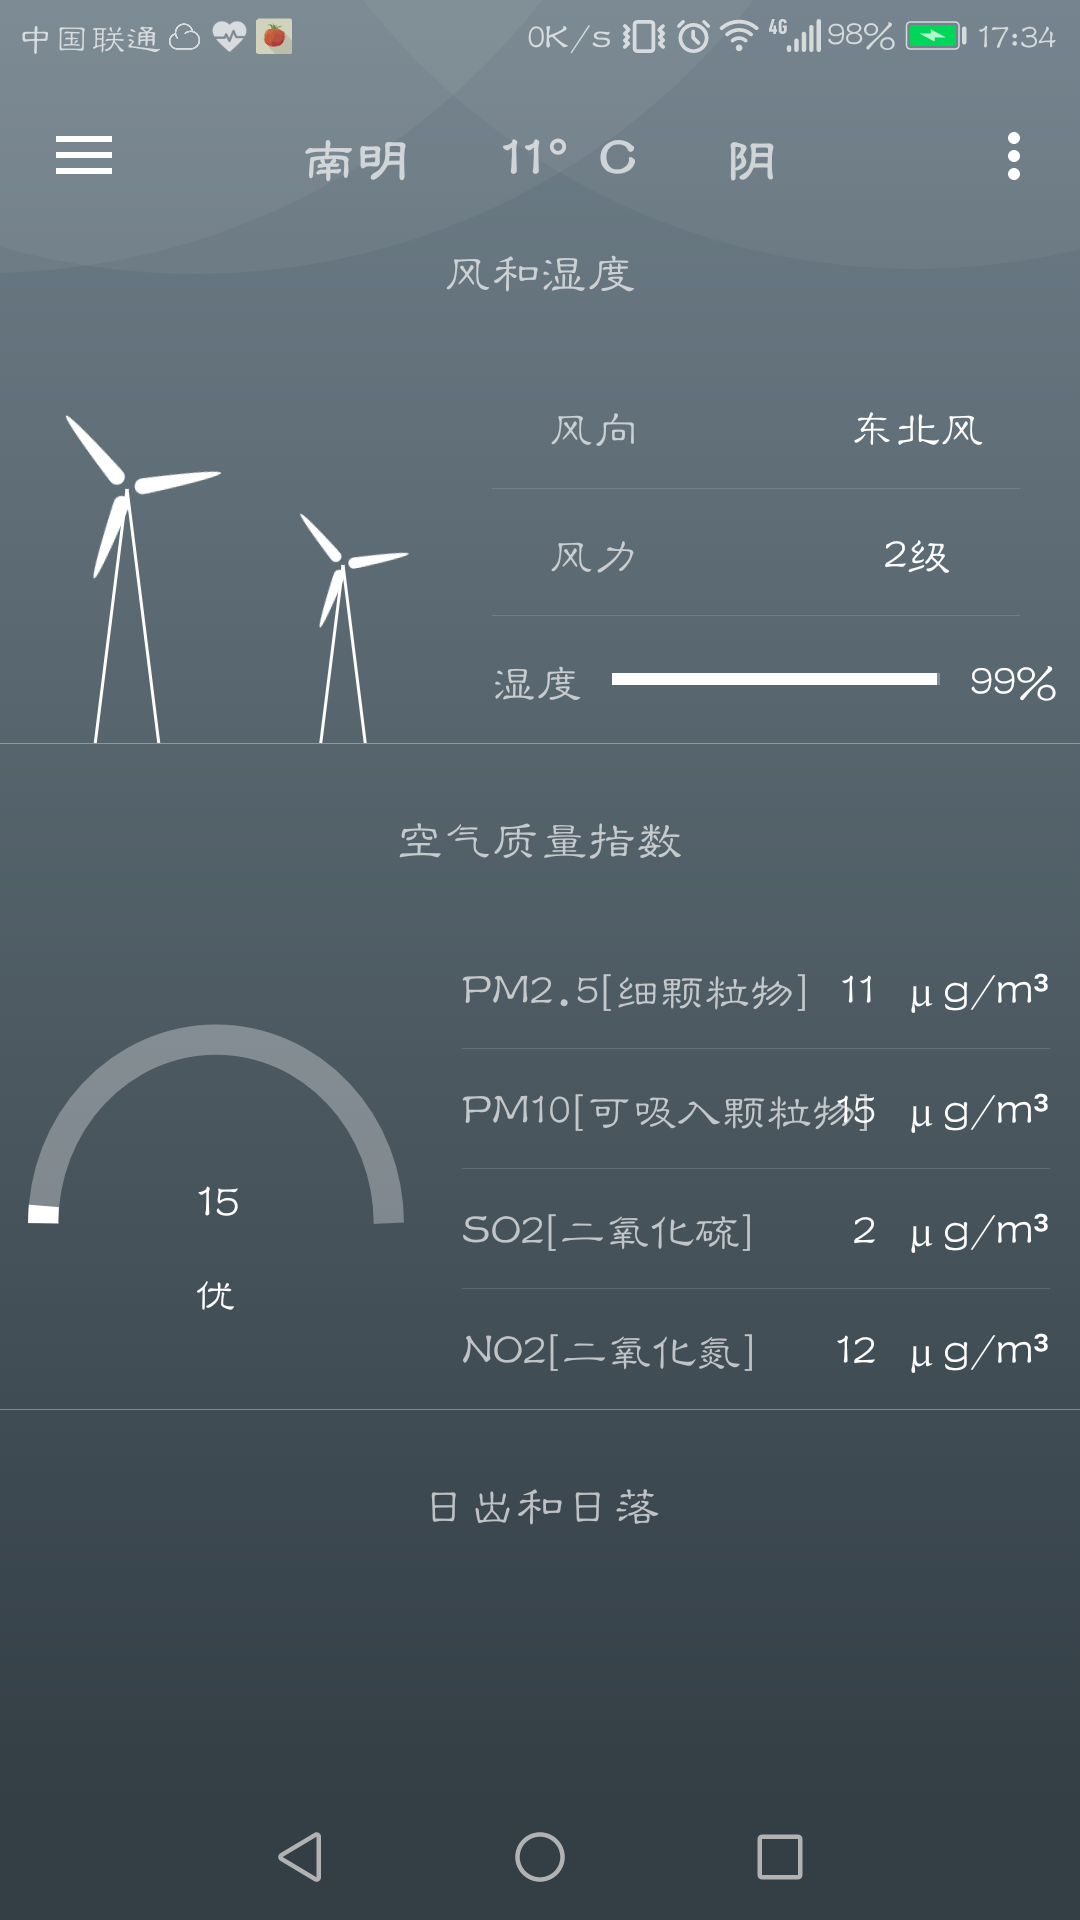 中国联通 0K/s 4G 98% 17:34
南明 11° C 阴
风和湿度
风向 东北风
风力 2级
湿度 99%
空气质量指数
PM2.5[细颗粒物] 11 μg/m³
PM10[可吸入颗粒物] 15 μg/m³
SO2[二氧化硫] 2 μg/m³
NO2[二氧化氮] 12 μg/m³
15
优
日出和日落